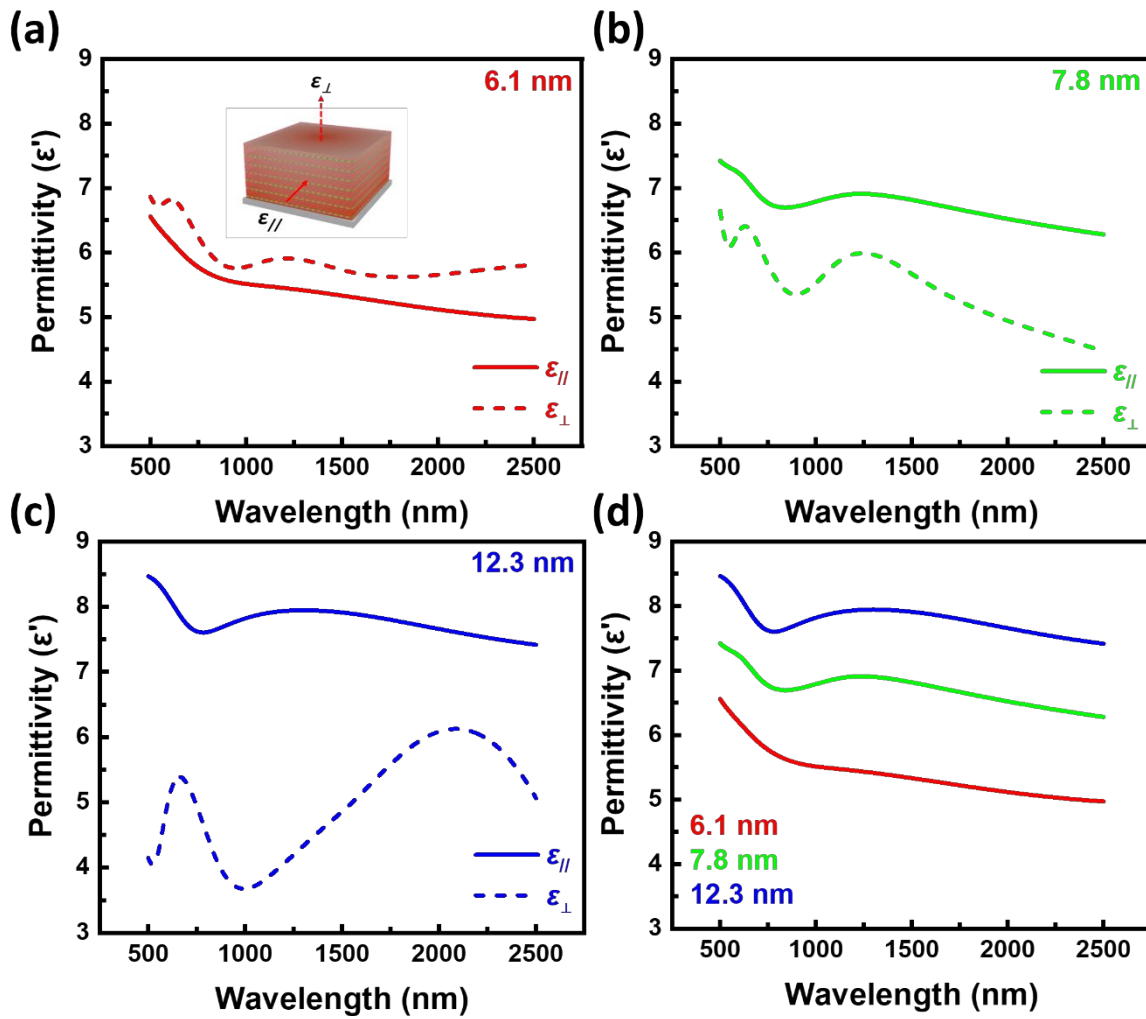 (a)
Permittivity (ε')
9
8
7
6
5
4
3
6.1 nm
ε⊥
ε//
ε//
ε⊥
500 1000 1500 2000 2500
Wavelength (nm)
(b)
Permittivity (ε')
9
8
7
6
5
4
3
7.8 nm
ε//
ε⊥
500 1000 1500 2000 2500
Wavelength (nm)
(c)
Permittivity (ε')
9
8
7
6
5
4
3
12.3 nm
ε//
ε⊥
500 1000 1500 2000 2500
Wavelength (nm)
(d)
Permittivity (ε')
9
8
7
6
5
4
3
6.1 nm
7.8 nm
12.3 nm
500 1000 1500 2000 2500
Wavelength (nm)